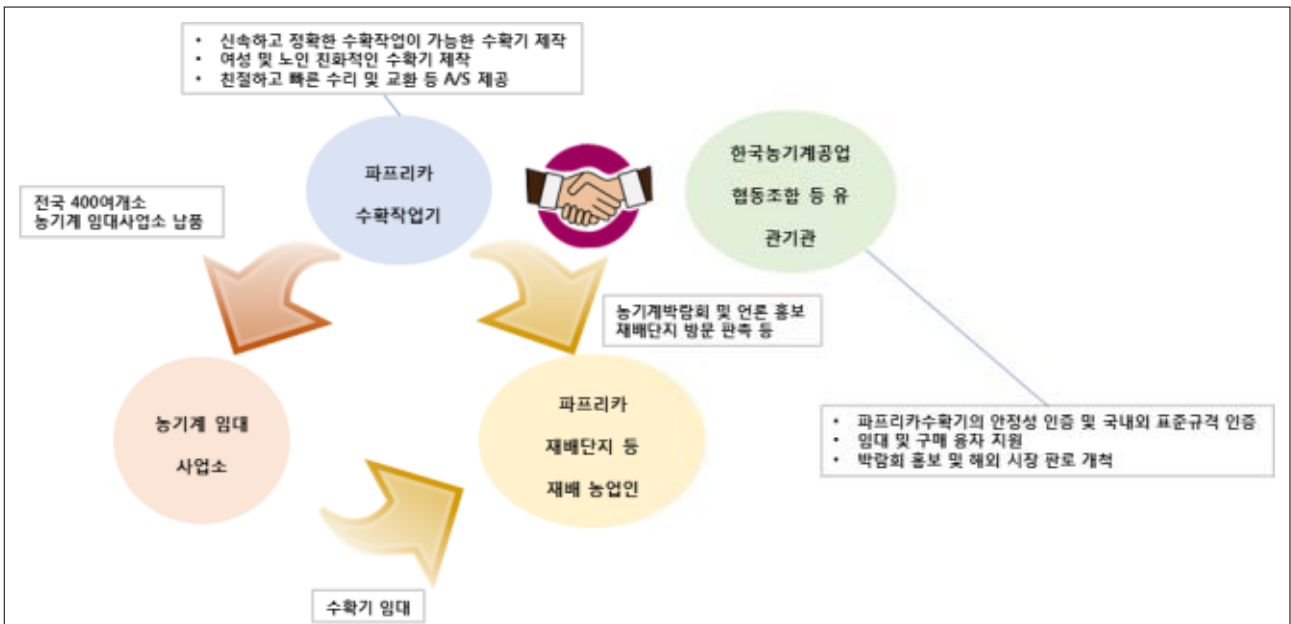 • 신속하고 정확한 수확작업이 가능한 수확기 제작
• 여성 및 노인 친화적인 수확기 제작
• 친절하고 빠른 수리 및 교환 등 A/S 제공
파프리카
수확작업기
한국농기계공업
협동조합 등 유
관기관
전국 400여개소
농기계 임대사업소 납품
농기계박람회 및 언론 홍보
재배단지 방문 판촉 등
농기계 임대
사업소
파프리카
재배단지 등
재배 농업인
• 파프리카수확기의 안정성 인증 및 국내외 표준규격 인증
• 임대 및 구매 융자 지원
• 박람회 홍보 및 해외 시장 판로 개척
수확기 임대